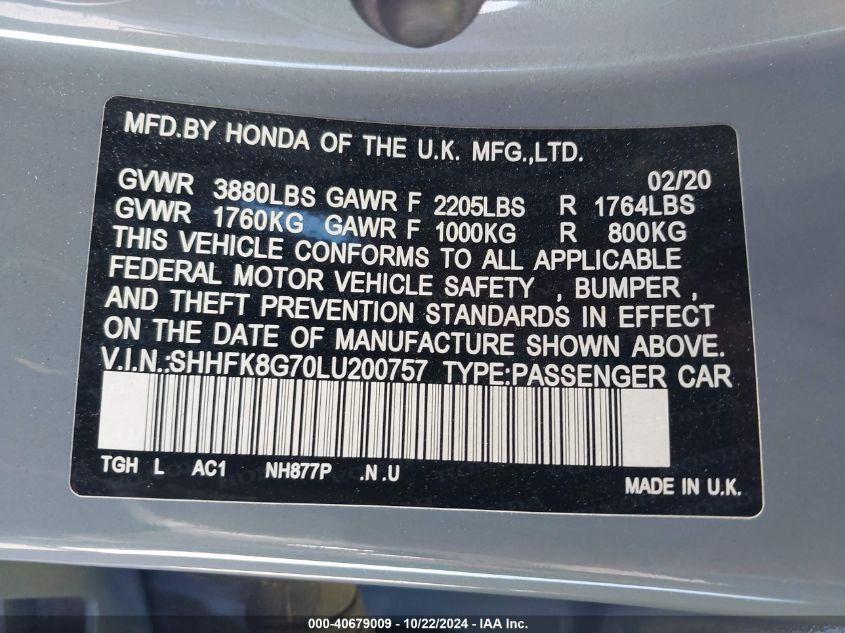 MFD.BY HONDA OF THE U.K. MFG.,LTD.
02/20
GVWR 3880LBS GAWR F 2205LBS R 1764LBS
GVWR 1760KG GAWR F 1000KG R 800KG
THIS VEHICLE CONFORMS TO ALL APPLICABLE
FEDERAL MOTOR VEHICLE SAFETY , BUMPER ,
AND THEFT PREVENTION STANDARDS IN EFFECT
ON THE DATE OF MANUFACTURE SHOWN ABOVE.
V.I.N.:SHHFK8G70LU200757 TYPE:PASSENGER CAR
TGH L AC1 NH877P .N .U
MADE IN U.K.
000-40679009 - 10/22/2024 - IAA Inc.